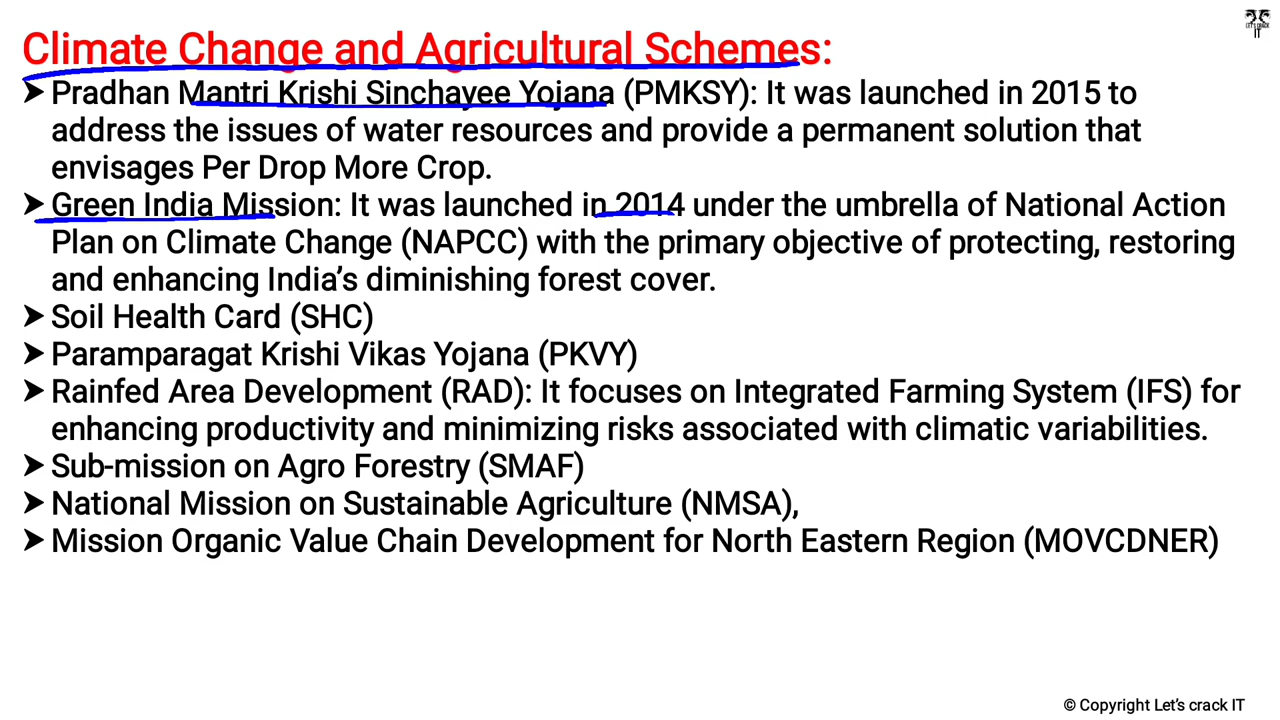 Climate Change and Agricultural Schemes:
LET'S CRACK
IT
➤ Pradhan Mantri Krishi Sinchayee Yojana (PMKSY): It was launched in 2015 to
address the issues of water resources and provide a permanent solution that
envisages Per Drop More Crop.
➤ Green India Mission: It was launched in 2014 under the umbrella of National Action
Plan on Climate Change (NAPCC) with the primary objective of protecting, restoring
and enhancing India’s diminishing forest cover.
➤ Soil Health Card (SHC)
➤ Paramparagat Krishi Vikas Yojana (PKVY)
➤ Rainfed Area Development (RAD): It focuses on Integrated Farming System (IFS) for
enhancing productivity and minimizing risks associated with climatic variabilities.
➤ Sub-mission on Agro Forestry (SMAF)
➤ National Mission on Sustainable Agriculture (NMSA),
➤ Mission Organic Value Chain Development for North Eastern Region (MOVCDNER)
© Copyright Let’s crack IT